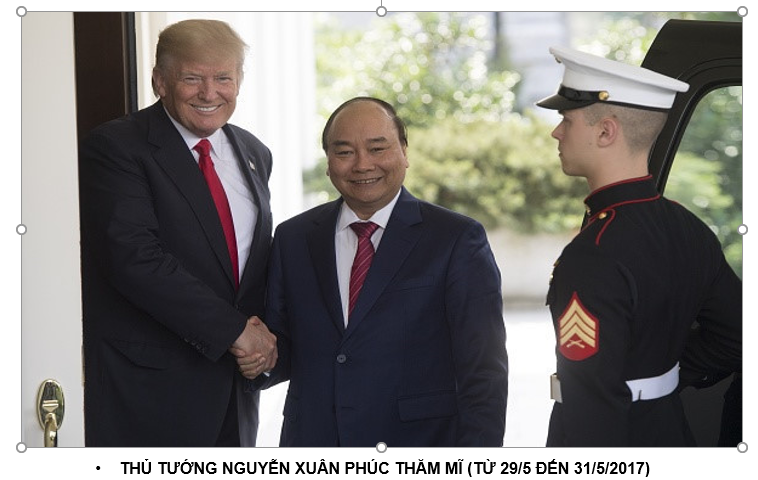 • THỦ TƯỚNG NGUYỄN XUÂN PHÚC THĂM MĨ (TỪ 29/5 ĐẾN 31/5/2017)